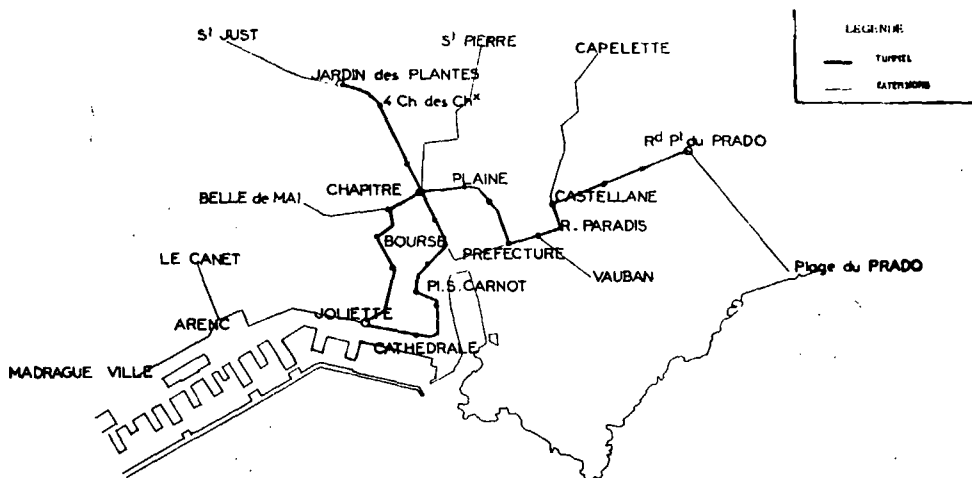 St JUST
St PIERRE
CAPELETTE
LEGENDE
TUNNEL
EXTENSIONS
JARDIN des PLANTES
4 Ch des Chx
Rd Pt du PRADO
PLAINE
CHAPITRE
BELLE de MAI
CASTELLANE
R. PARADIS
BOURSE
PREFECTURE
LE CANET
VAUBAN
Plage du PRADO
Pl.S.CARNOT
JOLIETTE
ARENC
CATHEDRALE
MADRAGUE VILLE